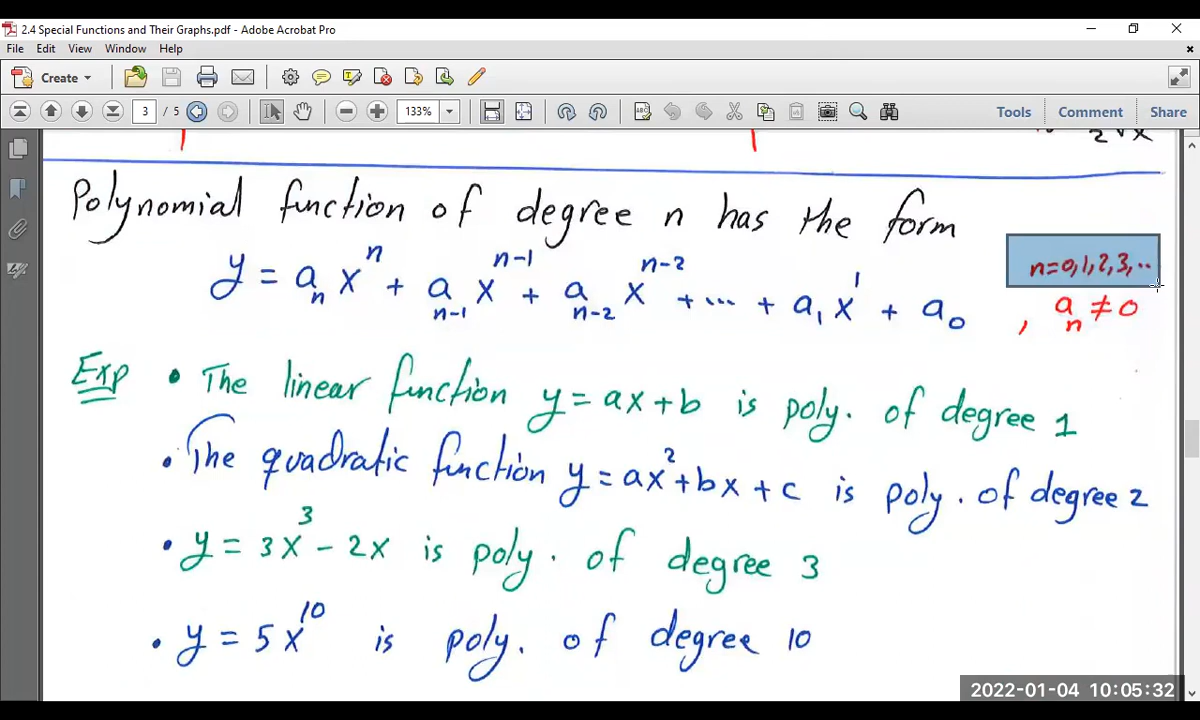 2.4 Special Functions and Their Graphs.pdf - Adobe Acrobat Pro
File Edit View Window Help
Create
3 / 5 133% Tools Comment Share
2√x
Polynomial function of degree n has the form
y = aₙxⁿ + aₙ₋₁xⁿ⁻¹ + aₙ₋₂xⁿ⁻² + ... + a₁x¹ + a₀
n=0,1,2,3,..
, aₙ ≠ 0
Exp • The linear function y = ax + b is poly. of degree 1
• The quadratic function y = ax² + bx + c is poly. of degree 2
• y = 3x³ - 2x is poly. of degree 3
• y = 5x¹⁰ is poly. of degree 10
2022-01-04 10:05:32